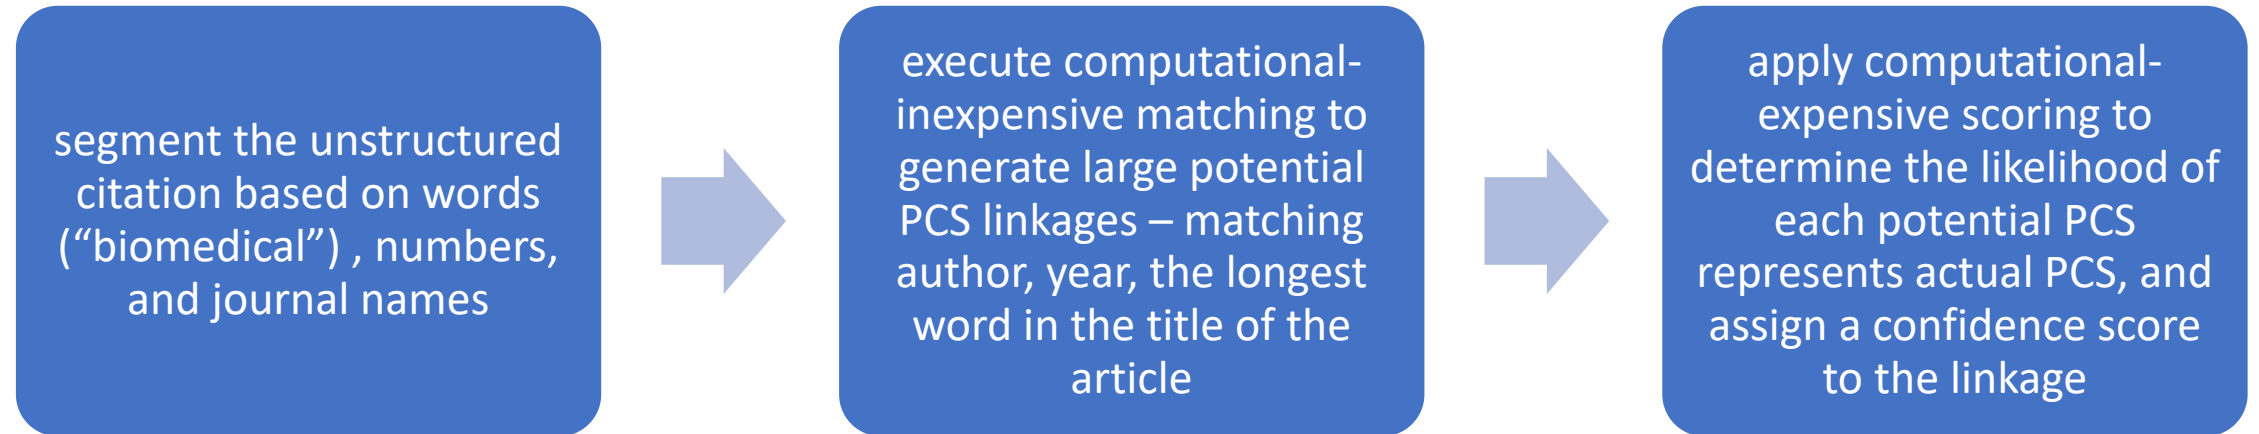 segment the unstructured
citation based on words
(“biomedical”) , numbers,
and journal names
execute computational-
inexpensive matching to
generate large potential
PCS linkages – matching
author, year, the longest
word in the title of the
article
apply computational-
expensive scoring to
determine the likelihood of
each potential PCS
represents actual PCS, and
assign a confidence score
to the linkage